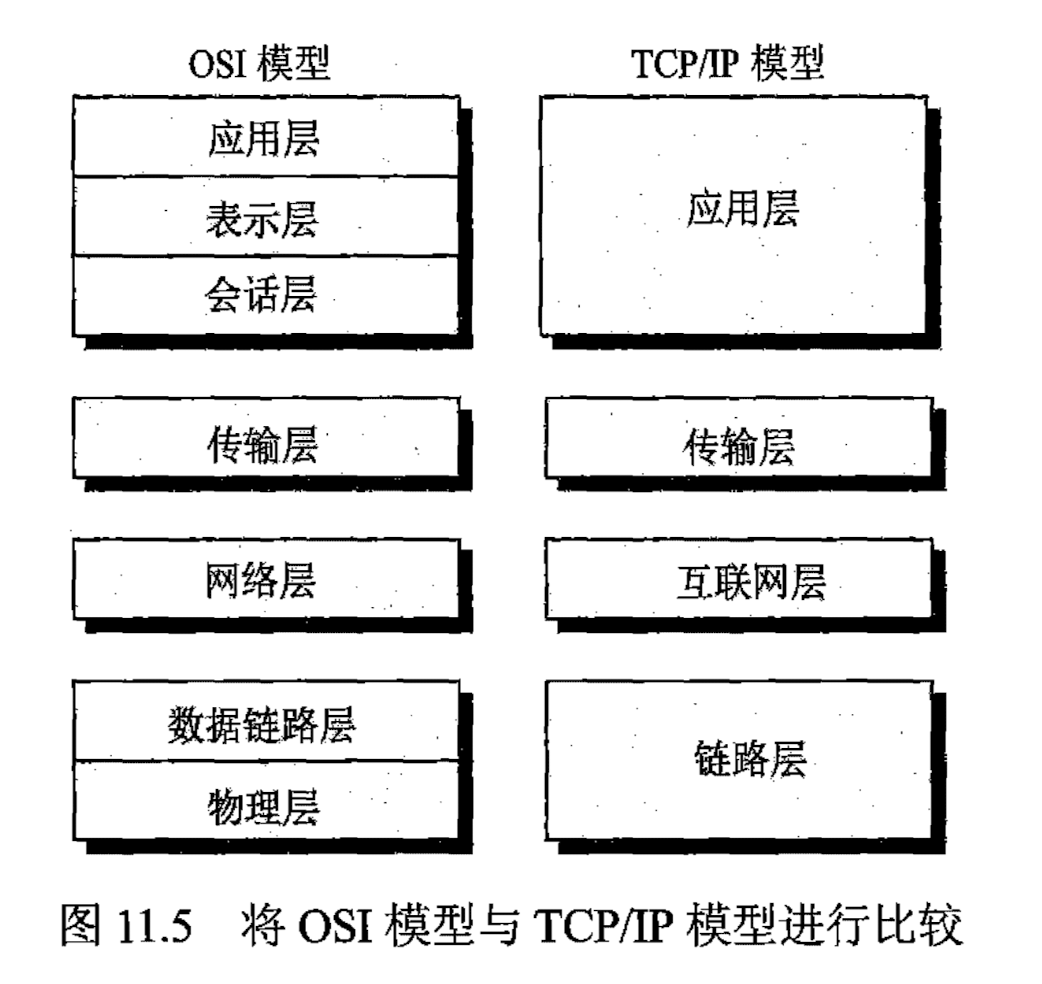 OSI 模型
TCP/IP 模型
应用层
表示层
会话层
应用层
传输层
传输层
网络层
互联网层
数据链路层
物理层
链路层
图 11.5 将 OSI 模型与 TCP/IP 模型进行比较